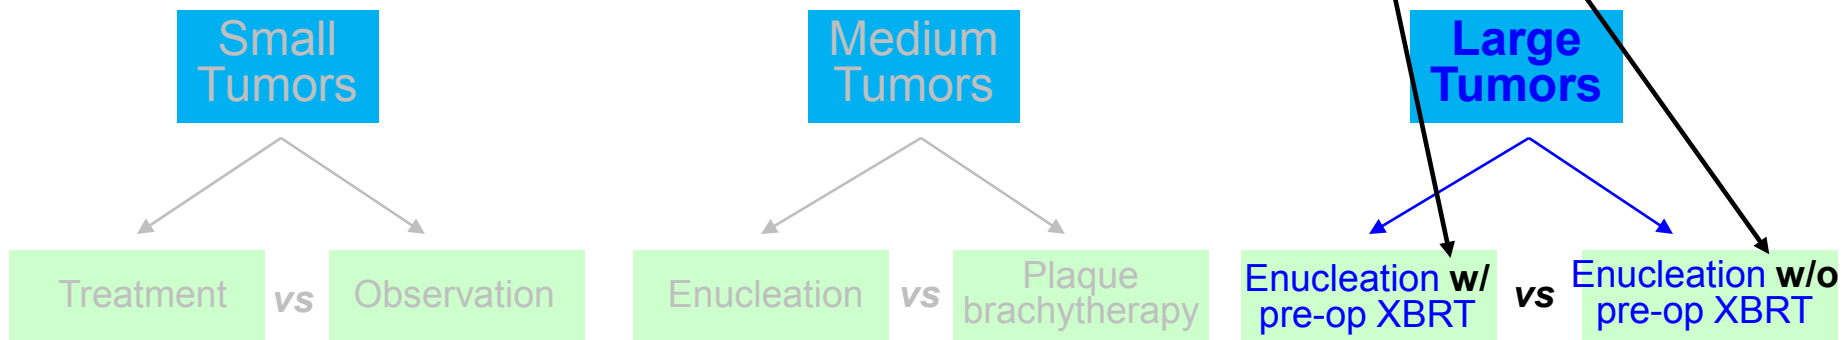 Small
Tumors
Medium
Tumors
Large
Tumors
Treatment
vs
Observation
Enucleation
vs
Plaque
brachytherapy
Enucleation w/
pre-op XBRT
vs
Enucleation w/o
pre-op XBRT